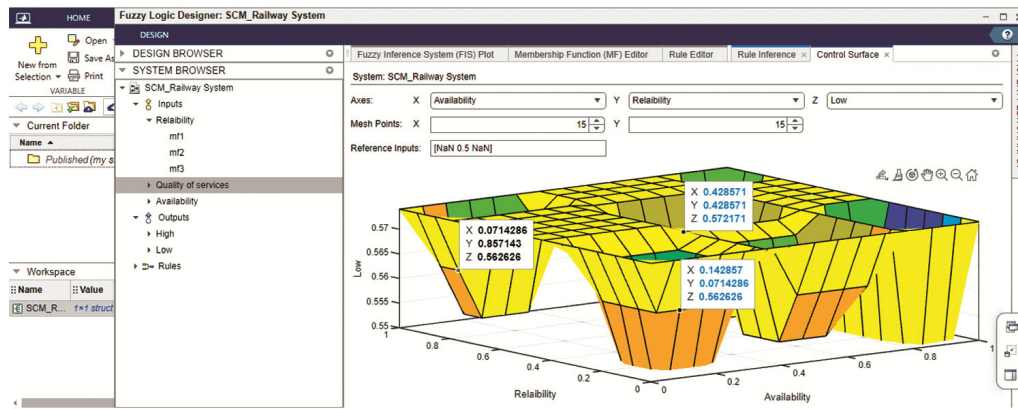 HOME
Fuzzy Logic Designer: SCM_Railway System
DESIGN
New from
Selection
Open
Save As
Print
VARIABLE
Current Folder
Name
Published (my s
Workspace
Name Value
SCM_R... 1×1 struct
DESIGN BROWSER
SYSTEM BROWSER
SCM_Railway System
Inputs
Relaibility
mf1
mf2
mf3
Quality of services
Availability
Outputs
High
Low
Rules
Fuzzy Inference System (FIS) Plot Membership Function (MF) Editor Rule Editor Rule Inference × Control Surface ×
System: SCM_Railway System
Axes: X Availability Y Relaibility Z Low
Mesh Points: X 15 Y 15
Reference Inputs: [NaN 0.5 NaN]
X 0.428571
Y 0.428571
Z 0.572171
X 0.0714286
Y 0.857143
Z 0.562626
X 0.142857
Y 0.0714286
Z 0.562626
Low
0.57
0.565
0.56
0.555
0.55
1
0.8
0.6
0.4
0.2
0
Relaibility
0
0.2
0.4
0.6
0.8
1
Availability